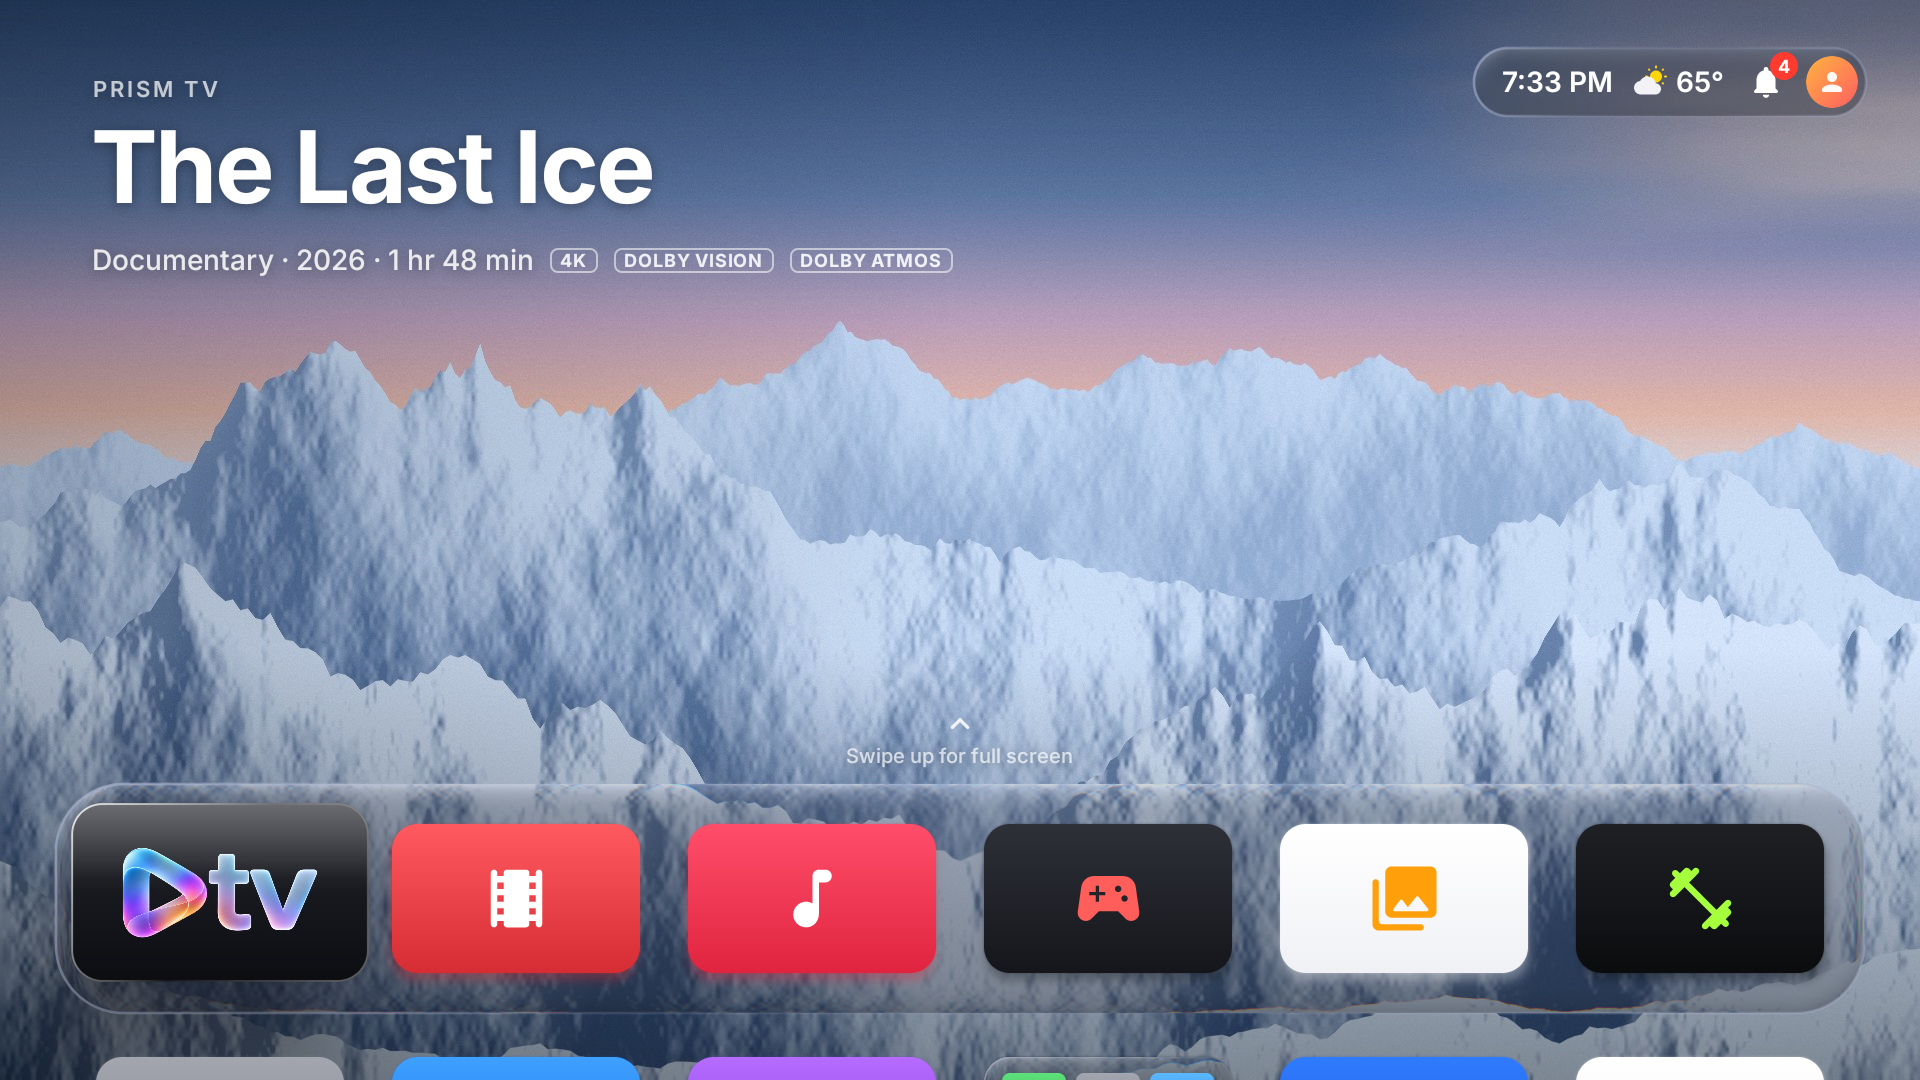 PRISM TV
7:33 PM 65° 4
The Last Ice
Documentary · 2026 · 1 hr 48 min 4K DOLBY VISION DOLBY ATMOS
Swipe up for full screen
tv